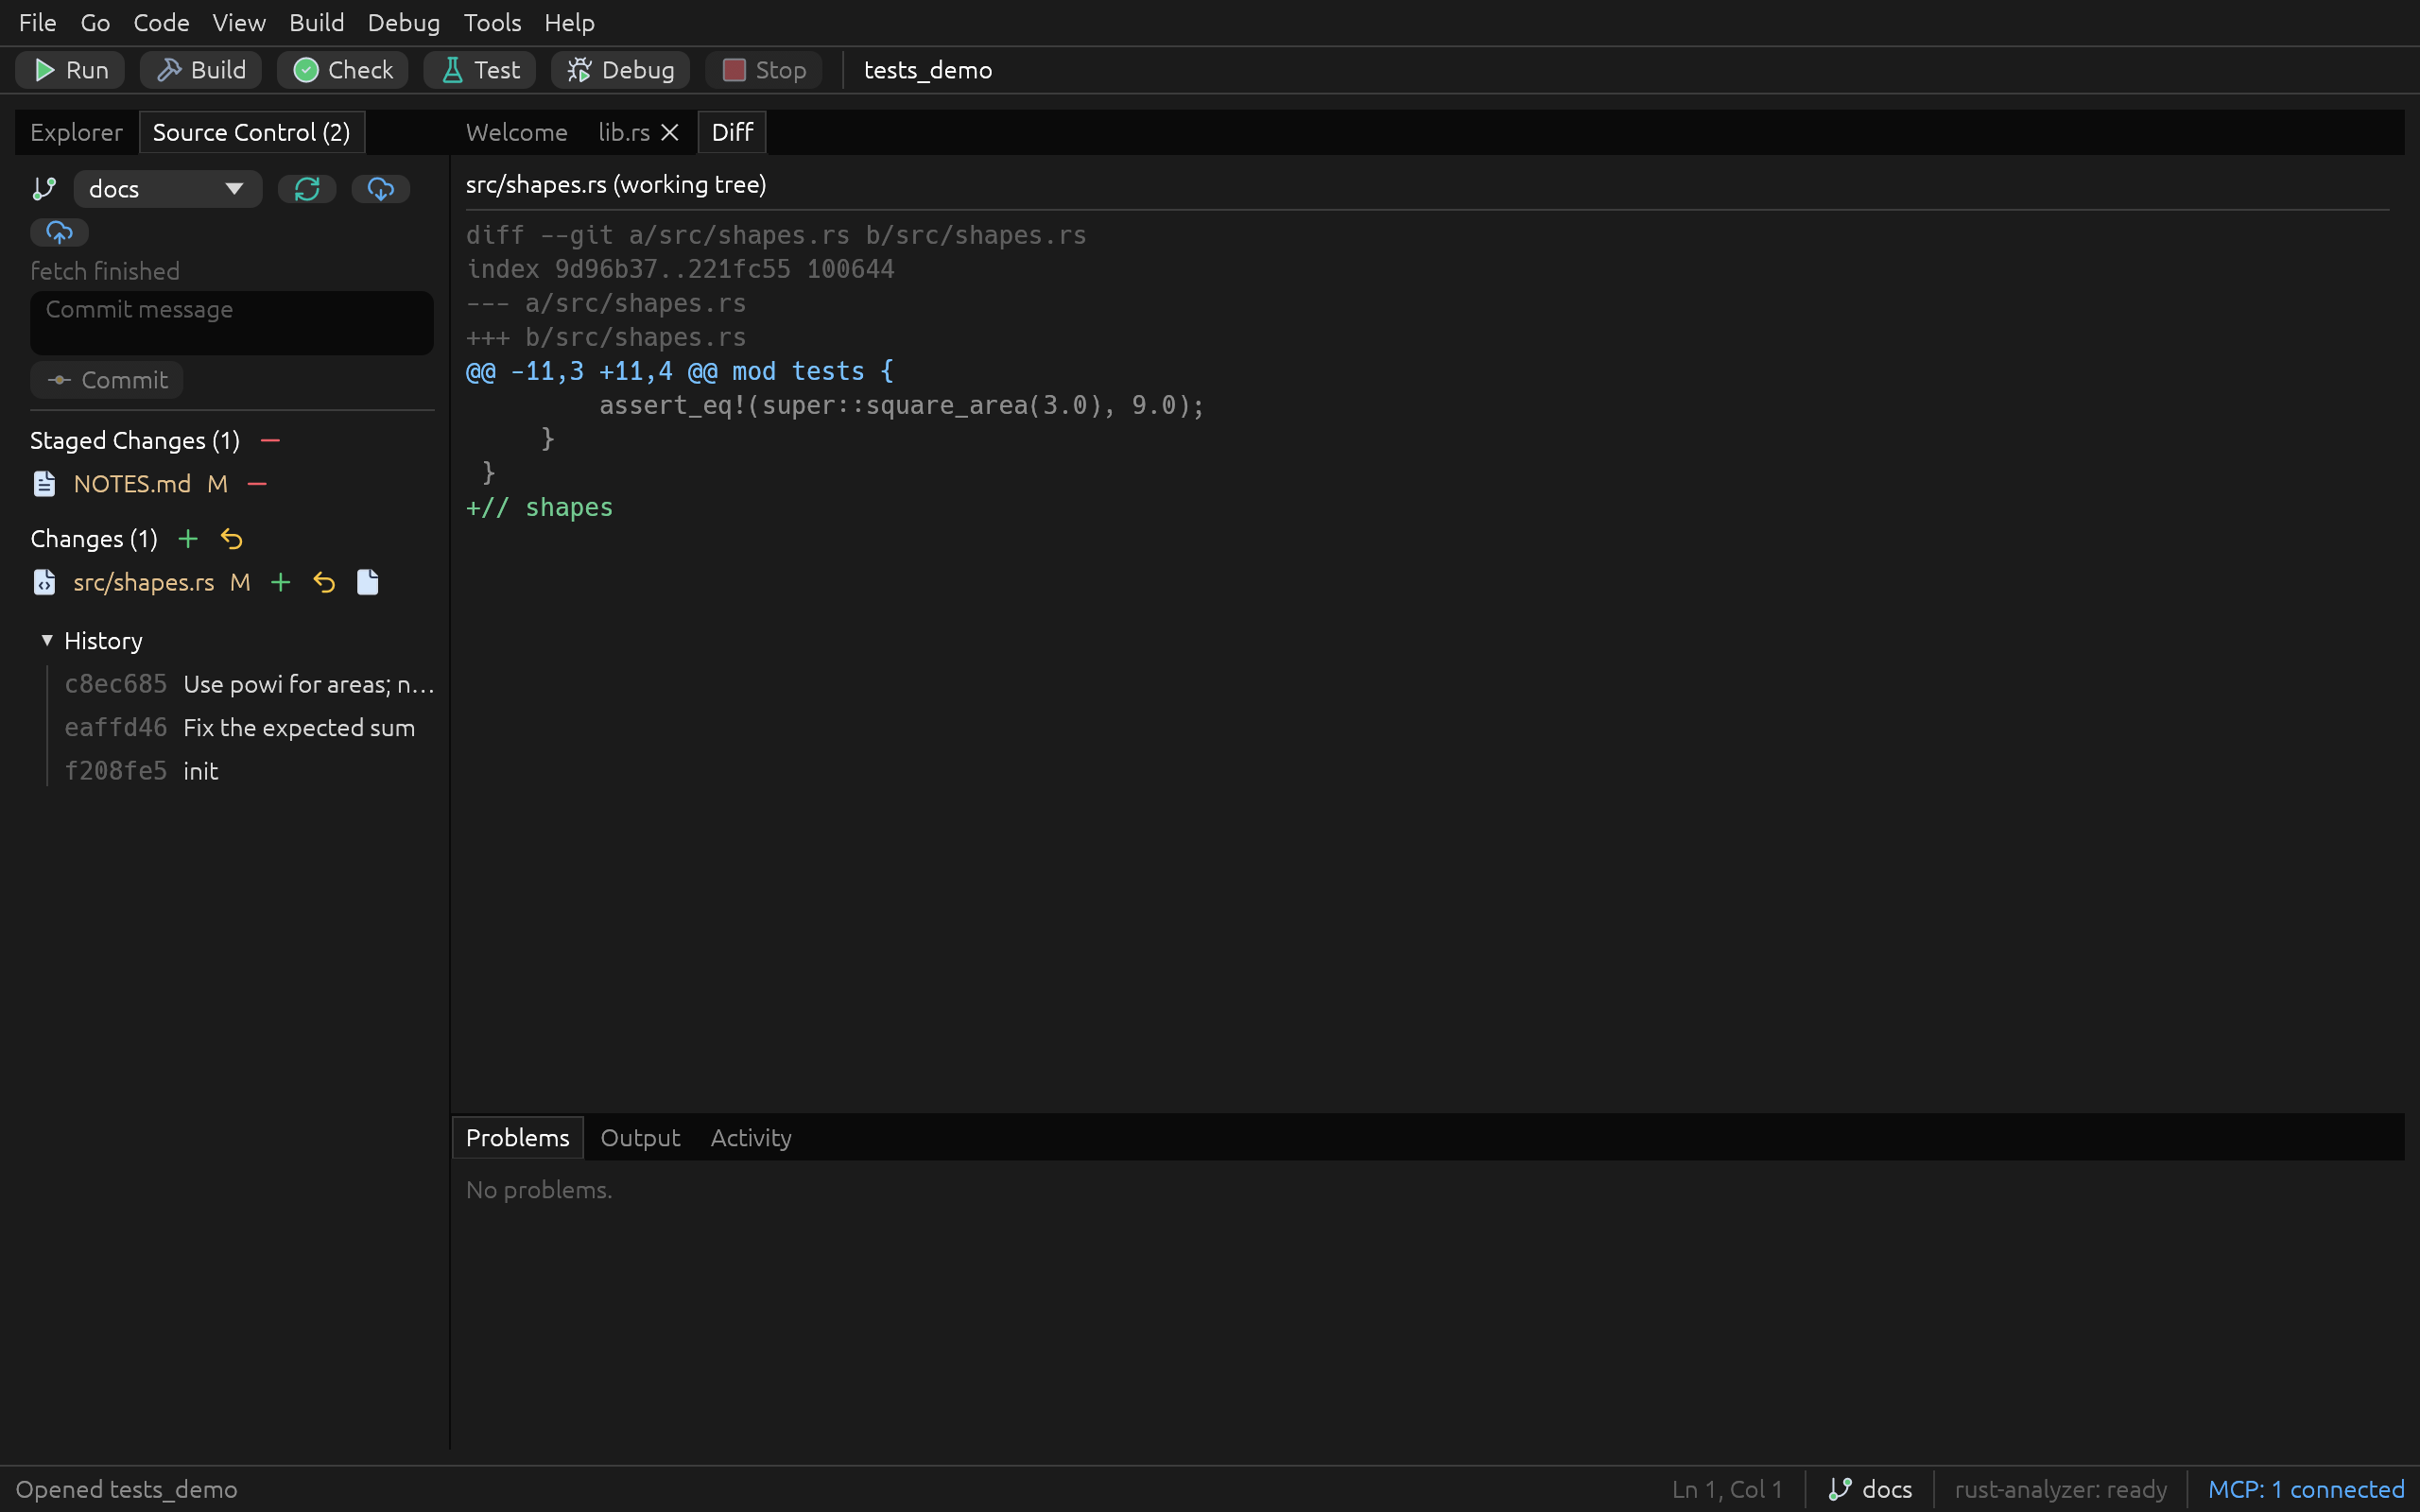 File Go Code View Build Debug Tools Help
Run Build Check Test Debug Stop tests_demo
Explorer Source Control (2)
docs
fetch finished
Commit message
Commit
Staged Changes (1)
NOTES.md M
Changes (1)
src/shapes.rs M
History
c8ec685 Use powi for areas; n…
eaffd46 Fix the expected sum
f208fe5 init
Welcome lib.rs Diff
src/shapes.rs (working tree)
diff --git a/src/shapes.rs b/src/shapes.rs
index 9d96b37..221fc55 100644
--- a/src/shapes.rs
+++ b/src/shapes.rs
@@ -11,3 +11,4 @@ mod tests {
         assert_eq!(super::square_area(3.0), 9.0);
     }
 }
+// shapes
Problems Output Activity
No problems.
Opened tests_demo Ln 1, Col 1 docs rust-analyzer: ready MCP: 1 connected